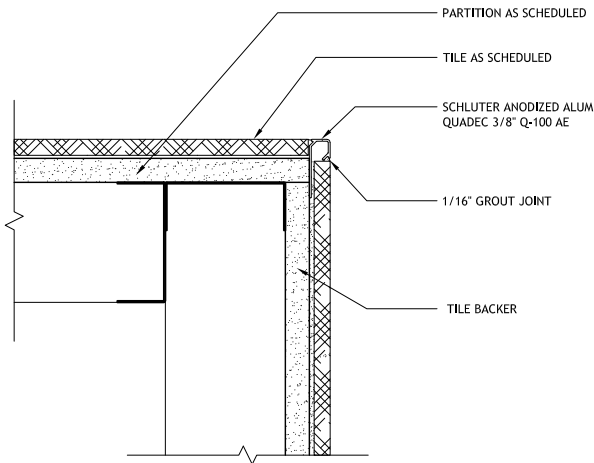 PARTITION AS SCHEDULED
TILE AS SCHEDULED
SCHLUTER ANODIZED ALUM
QUADEC 3/8" Q-100 AE
1/16" GROUT JOINT
TILE BACKER